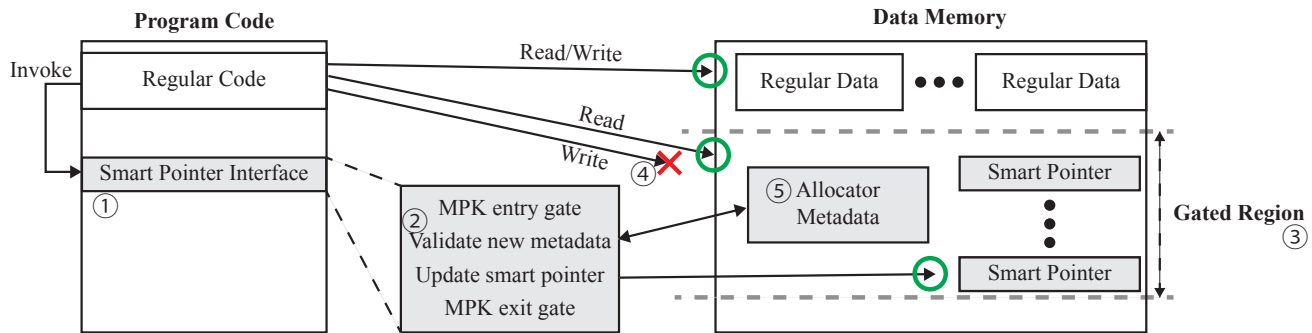 Program Code
Data Memory
Invoke
Regular Code
Read/Write
Regular Data
Regular Data
Read
Write
④
Smart Pointer Interface
①
②
MPK entry gate
Validate new metadata
Update smart pointer
MPK exit gate
⑤ Allocator
Metadata
Smart Pointer
Smart Pointer
Gated Region
③